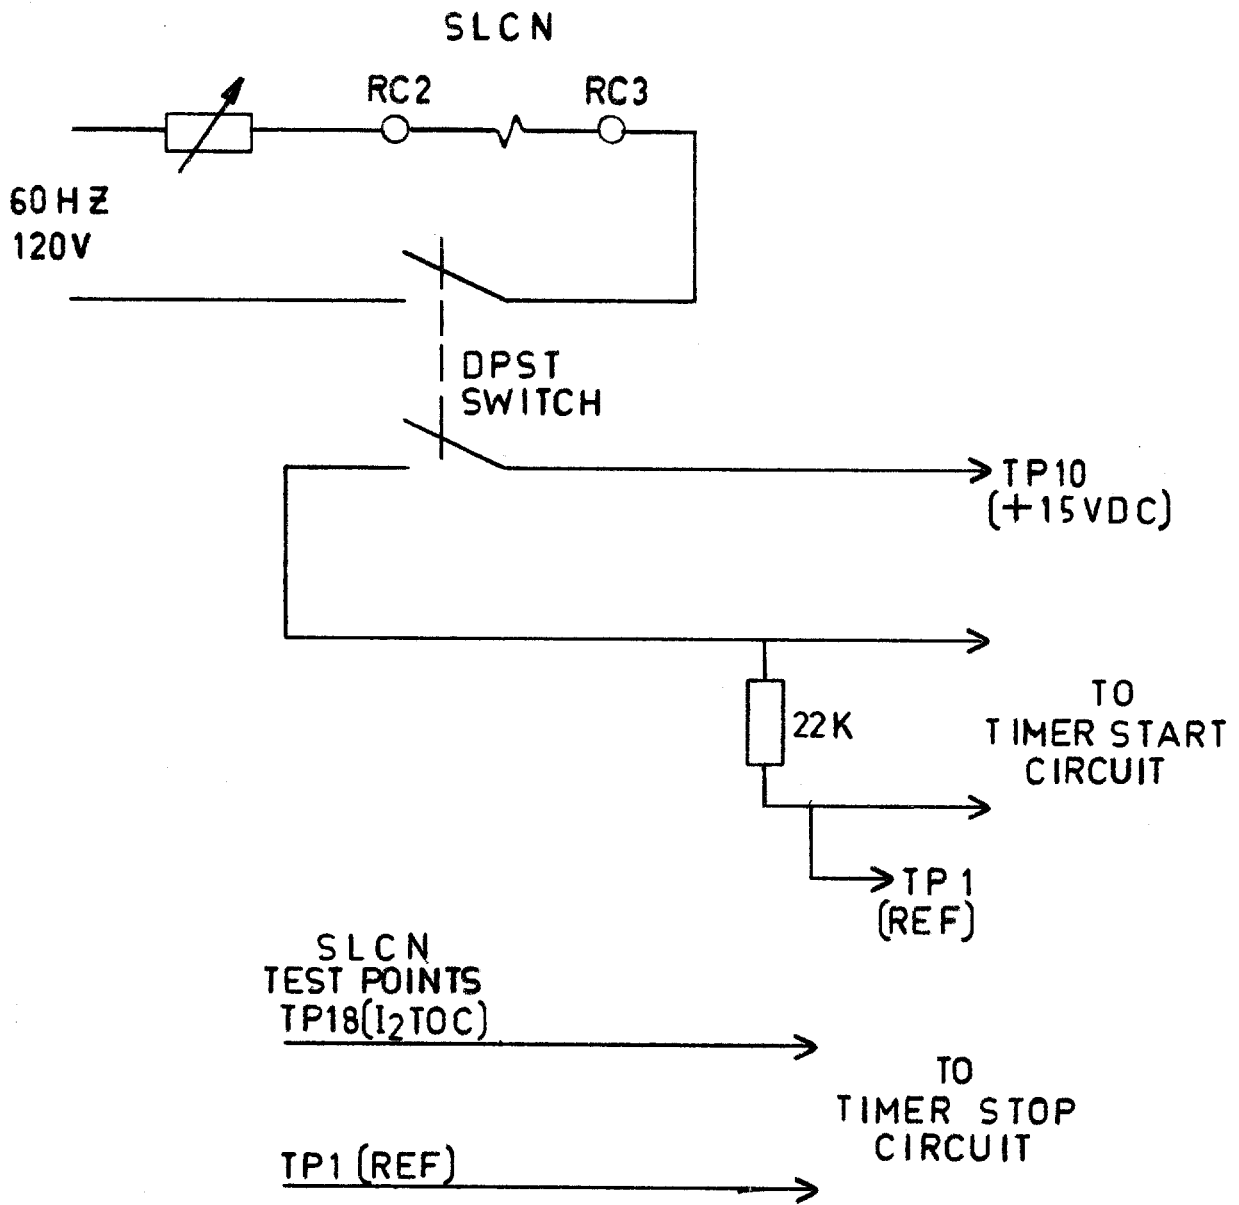 SLCN
RC2
RC3
60HZ
120V
DPST
SWITCH
TP10
(+15VDC)
22K
TO
TIMER START
CIRCUIT
TP1
(REF)
SLCN
TEST POINTS
TP18(I2TOC)
TO
TIMER STOP
CIRCUIT
TP1 (REF)